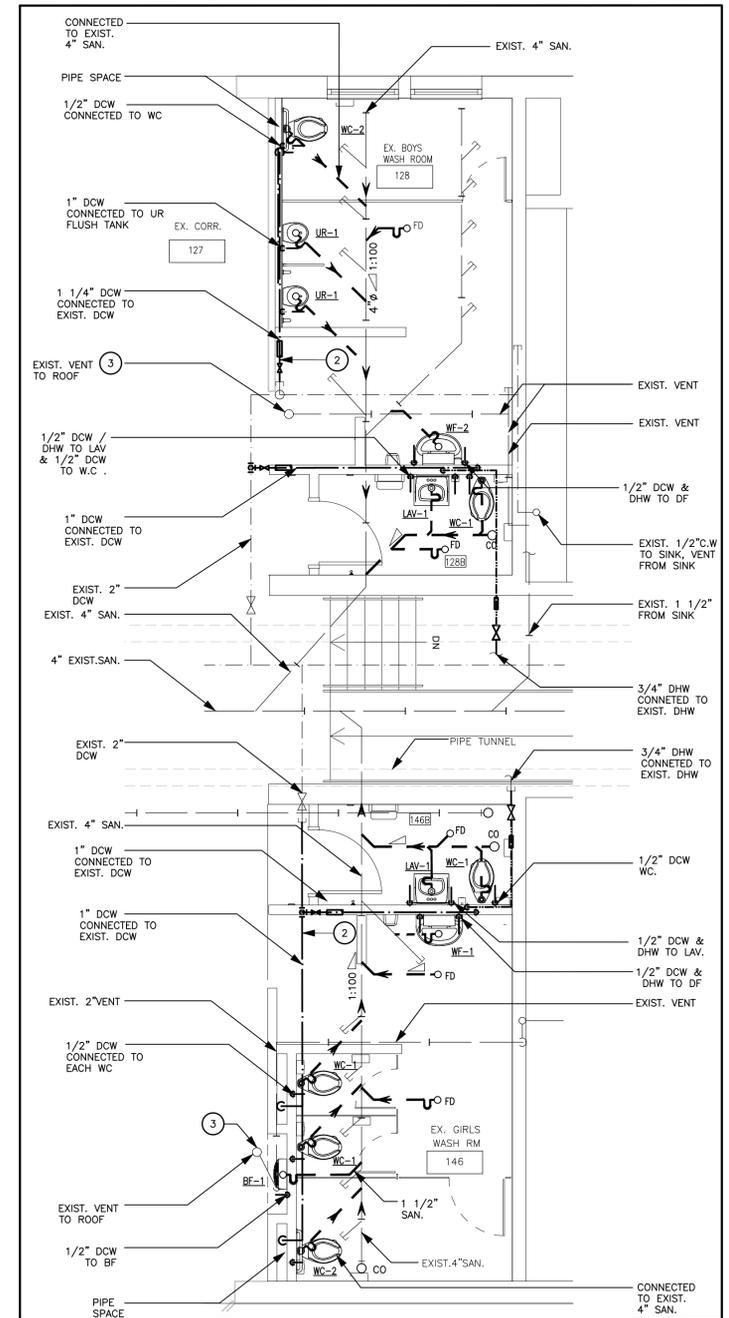 CONNECTED
TO EXIST.
4" SAN.
EXIST. 4" SAN.
PIPE SPACE
1/2" DCW
CONNECTED TO WC
WC-2
EX. BOYS
WASH ROOM
128
1" DCW
CONNECTED TO UR
FLUSH TANK
EX. CORR.
127
UR-1
FD
4"ø 1:100
1 1/4" DCW
CONNECTED TO
EXIST. DCW
UR-1
2
EXIST. VENT
TO ROOF
3
EXIST. VENT
EXIST. VENT
WF-2
1/2" DCW /
DHW TO LAV
& 1/2" DCW
TO W.C .
1/2" DCW &
DHW TO DF
LAV-1
WC-1
1" DCW
CONNECTED TO
EXIST. DCW
FD
CO
128B
EXIST. 1/2"C.W
TO SINK, VENT
FROM SINK
EXIST. 2"
DCW
EXIST. 4" SAN.
EXIST. 1 1/2"
FROM SINK
DN
4" EXIST.SAN.
3/4" DHW
CONNETED TO
EXIST. DHW
EXIST. 2"
DCW
PIPE TUNNEL
3/4" DHW
CONNETED TO
EXIST. DHW
EXIST. 4" SAN.
146B
FD
CO
1" DCW
CONNECTED TO
EXIST. DCW
LAV-1
WC-1
1/2" DCW
WC.
1" DCW
CONNECTED TO
EXIST. DCW
2
WF-1
1/2" DCW &
DHW TO LAV.
1:100
FD
1/2" DCW &
DHW TO DF
EXIST. 2"VENT
EXIST. VENT
1/2" DCW
CONNECTED TO
EACH WC
WC-1
FD
3
EX. GIRLS
WASH RM
146
WC-1
BF-1
EXIST. VENT
TO ROOF
1 1/2"
SAN.
1/2" DCW
TO BF
EXIST.4"SAN.
WC-2
CO
PIPE
SPACE
CONNECTED
TO EXIST.
4" SAN.